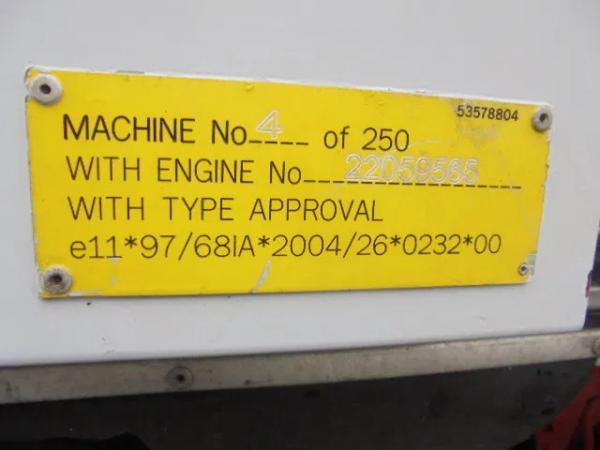 53578804
MACHINE No 4 of 250
WITH ENGINE No 22059565
WITH TYPE APPROVAL
e11*97/68IA*2004/26*0232*00